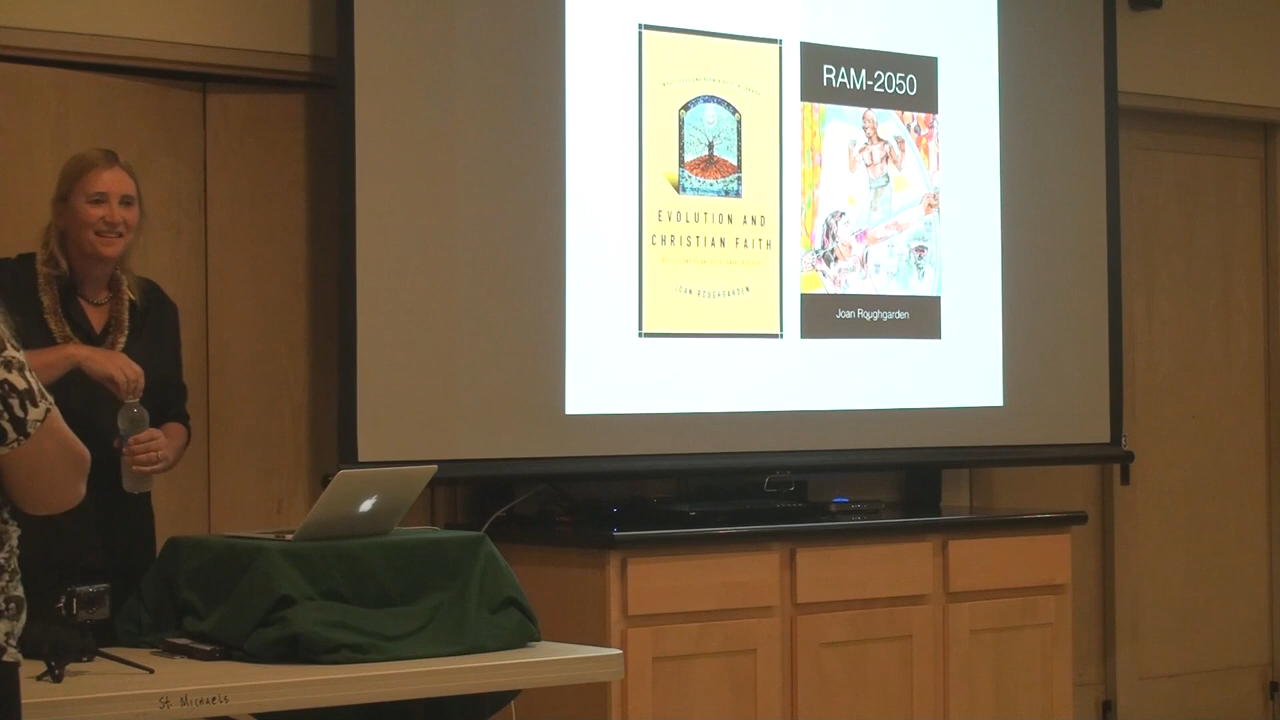 EVOLUTION AND
CHRISTIAN FAITH
JOAN ROUGHGARDEN
RAM-2050
Joan Roughgarden
St. Michaels